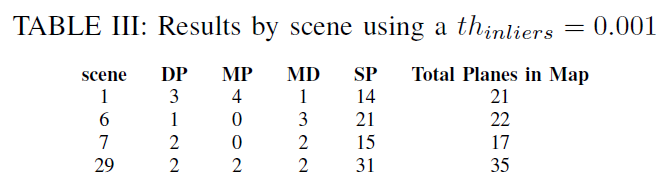 TABLE III: Results by scene using a th_inliers = 0.001
scene DP MP MD SP Total Planes in Map
1 3 4 1 14 21
6 1 0 3 21 22
7 2 0 2 15 17
29 2 2 2 31 35